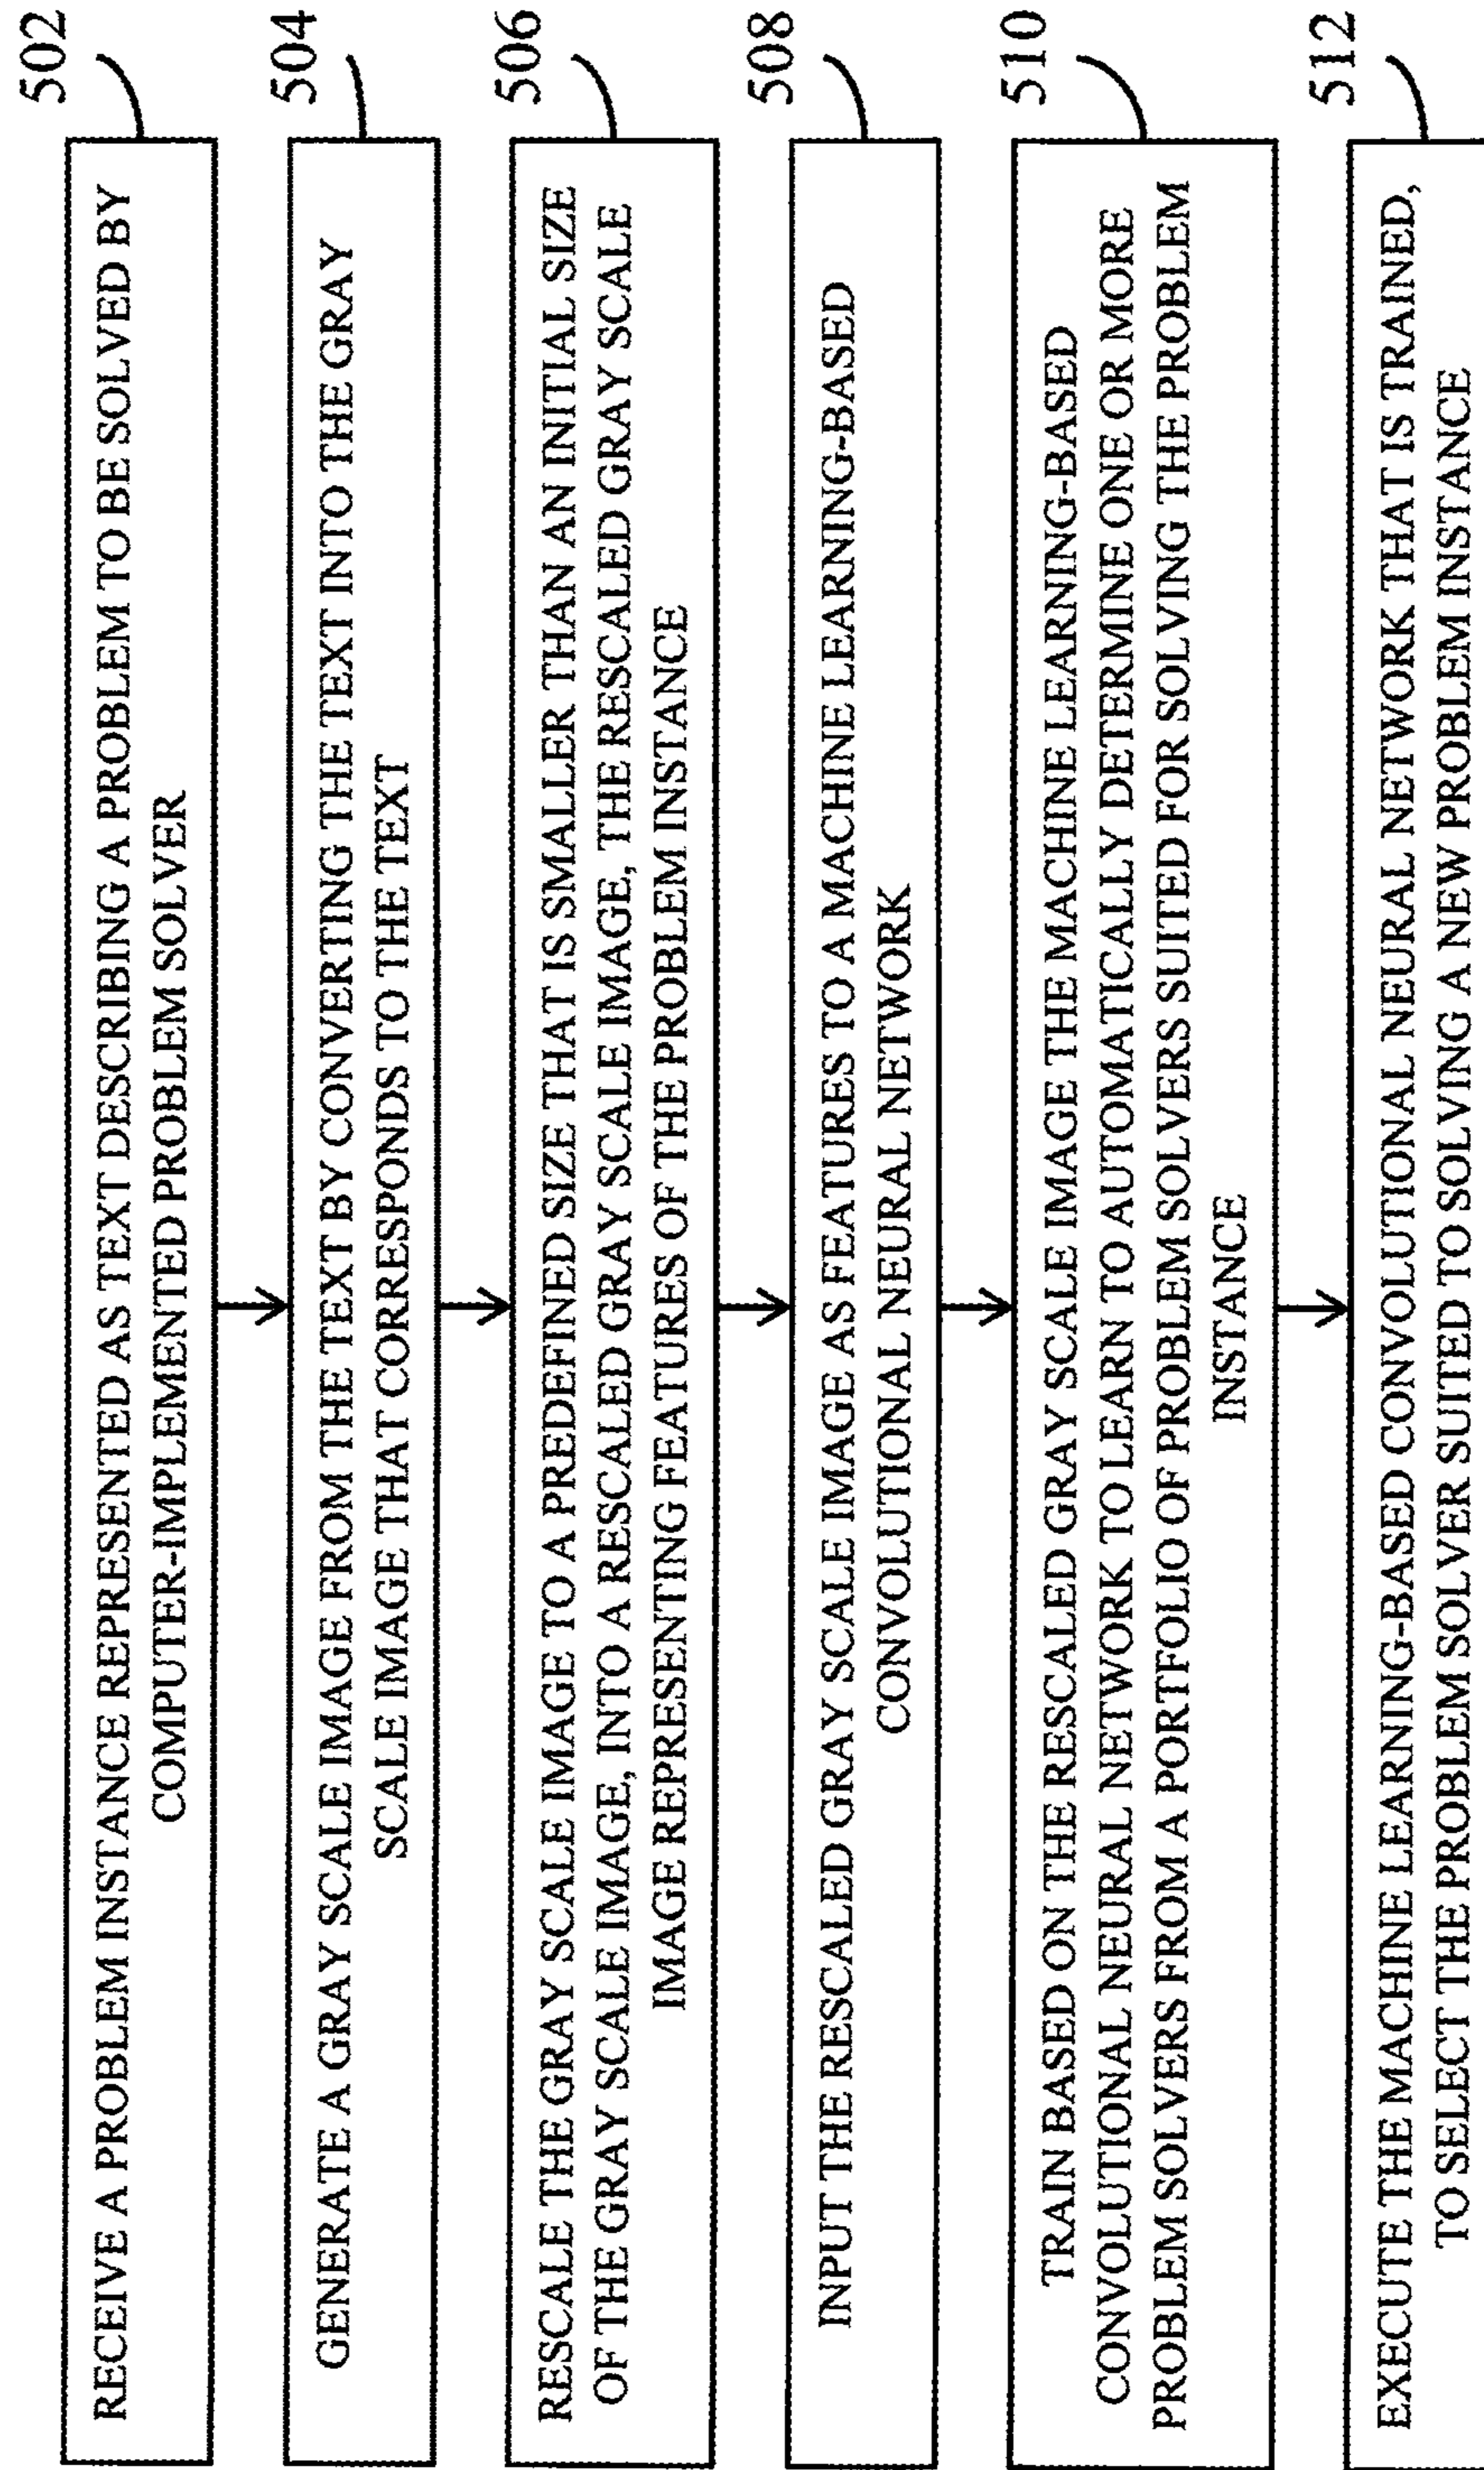 502
RECEIVE A PROBLEM INSTANCE REPRESENTED AS TEXT DESCRIBING A PROBLEM TO BE SOLVED BY
COMPUTER-IMPLEMENTED PROBLEM SOLVER
504
GENERATE A GRAY SCALE IMAGE FROM THE TEXT BY CONVERTING THE TEXT INTO THE GRAY
SCALE IMAGE THAT CORRESPONDS TO THE TEXT
506
RESCALE THE GRAY SCALE IMAGE TO A PREDEFINED SIZE THAT IS SMALLER THAN AN INITIAL SIZE
OF THE GRAY SCALE IMAGE, INTO A RESCALED GRAY SCALE IMAGE, THE RESCALED GRAY SCALE
IMAGE REPRESENTING FEATURES OF THE PROBLEM INSTANCE
508
INPUT THE RESCALED GRAY SCALE IMAGE AS FEATURES TO A MACHINE LEARNING-BASED
CONVOLUTIONAL NEURAL NETWORK
510
TRAIN BASED ON THE RESCALED GRAY SCALE IMAGE THE MACHINE LEARNING-BASED
CONVOLUTIONAL NEURAL NETWORK TO LEARN TO AUTOMATICALLY DETERMINE ONE OR MORE
PROBLEM SOLVERS FROM A PORTFOLIO OF PROBLEM SOLVERS SUITED FOR SOLVING THE PROBLEM
INSTANCE
512
EXECUTE THE MACHINE LEARNING-BASED CONVOLUTIONAL NEURAL NETWORK THAT IS TRAINED,
TO SELECT THE PROBLEM SOLVER SUITED TO SOLVING A NEW PROBLEM INSTANCE